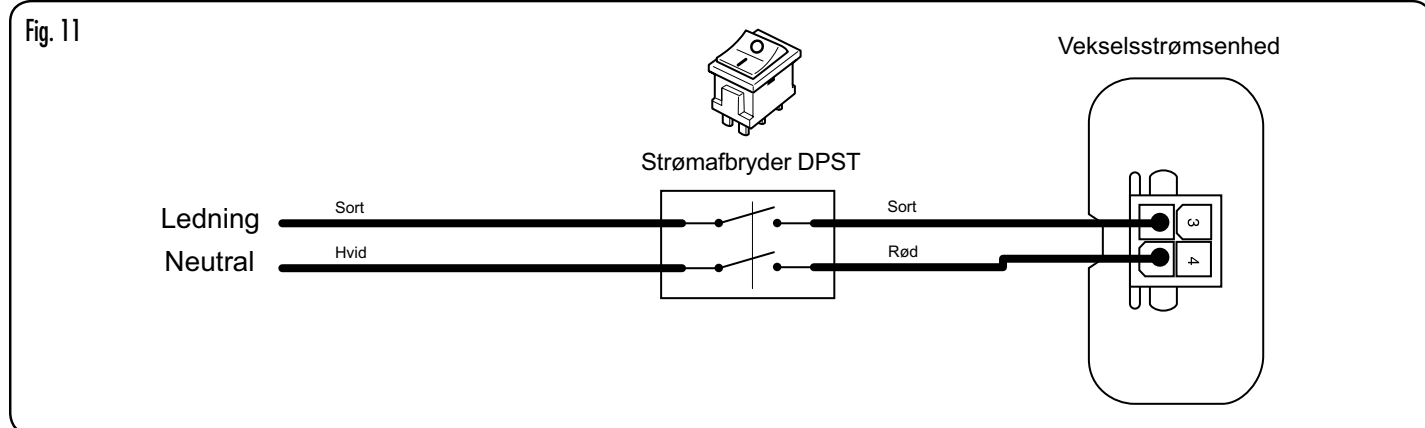 Fig. 11
Vekselsstrømsenhed
Strømafbryder DPST
Ledning
Sort
Sort
3
Neutral
Hvid
Rød
4